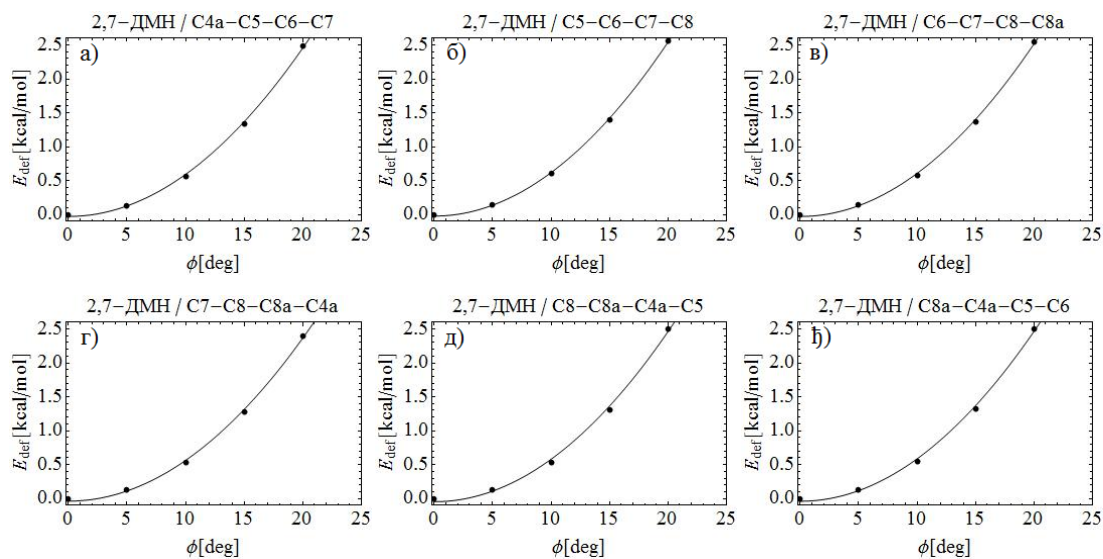 2,7−ДМН / C4a−C5−C6−C7
а)
2.5
2.0
1.5
1.0
0.5
0.0
E_def [kcal/mol]
0 5 10 15 20 25
ϕ[deg]
2,7−ДМН / C5−C6−C7−C8
б)
2.5
2.0
1.5
1.0
0.5
0.0
E_def [kcal/mol]
0 5 10 15 20 25
ϕ[deg]
2,7−ДМН / C6−C7−C8−C8a
в)
2.5
2.0
1.5
1.0
0.5
0.0
E_def [kcal/mol]
0 5 10 15 20 25
ϕ[deg]
2,7−ДМН / C7−C8−C8a−C4a
г)
2.5
2.0
1.5
1.0
0.5
0.0
E_def [kcal/mol]
0 5 10 15 20 25
ϕ[deg]
2,7−ДМН / C8−C8a−C4a−C5
д)
2.5
2.0
1.5
1.0
0.5
0.0
E_def [kcal/mol]
0 5 10 15 20 25
ϕ[deg]
2,7−ДМН / C8a−C4a−C5−C6
ђ)
2.5
2.0
1.5
1.0
0.5
0.0
E_def [kcal/mol]
0 5 10 15 20 25
ϕ[deg]